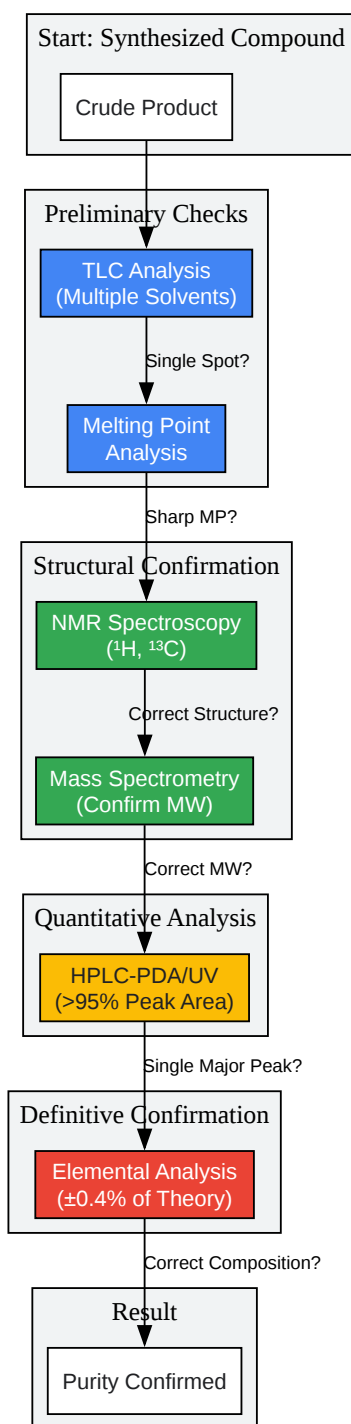 Start: Synthesized Compound
Crude Product
Preliminary Checks
TLC Analysis
(Multiple Solvents)
Single Spot?
Melting Point
Analysis
Sharp MP?
Structural Confirmation
NMR Spectroscopy
(¹H, ¹³C)
Correct Structure?
Mass Spectrometry
(Confirm MW)
Correct MW?
Quantitative Analysis
HPLC-PDA/UV
(>95% Peak Area)
Single Major Peak?
Definitive Confirmation
Elemental Analysis
(±0.4% of Theory)
Correct Composition?
Result
Purity Confirmed